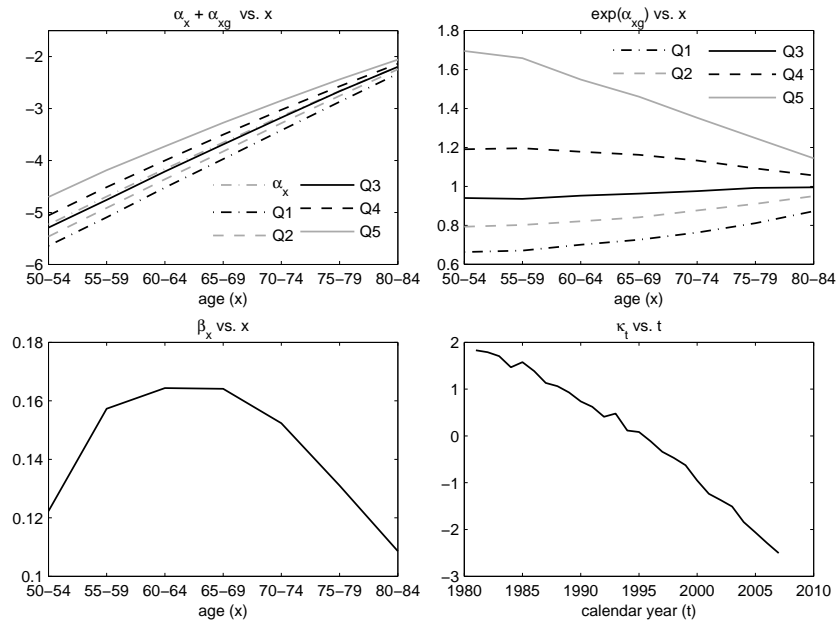 α_x + α_xg vs. x
−2
−3
−4
−5
−6
α_x
Q1
Q2
Q3
Q4
Q5
50−54 55−59 60−64 65−69 70−74 75−79 80−84
age (x)
exp(α_xg) vs. x
1.8
1.6
1.4
1.2
1
0.8
0.6
Q1
Q2
Q3
Q4
Q5
50−54 55−59 60−64 65−69 70−74 75−79 80−84
age (x)
β_x vs. x
0.18
0.16
0.14
0.12
0.1
50−54 55−59 60−64 65−69 70−74 75−79 80−84
age (x)
κ_t vs. t
2
1
0
−1
−2
−3
1980 1985 1990 1995 2000 2005 2010
calendar year (t)